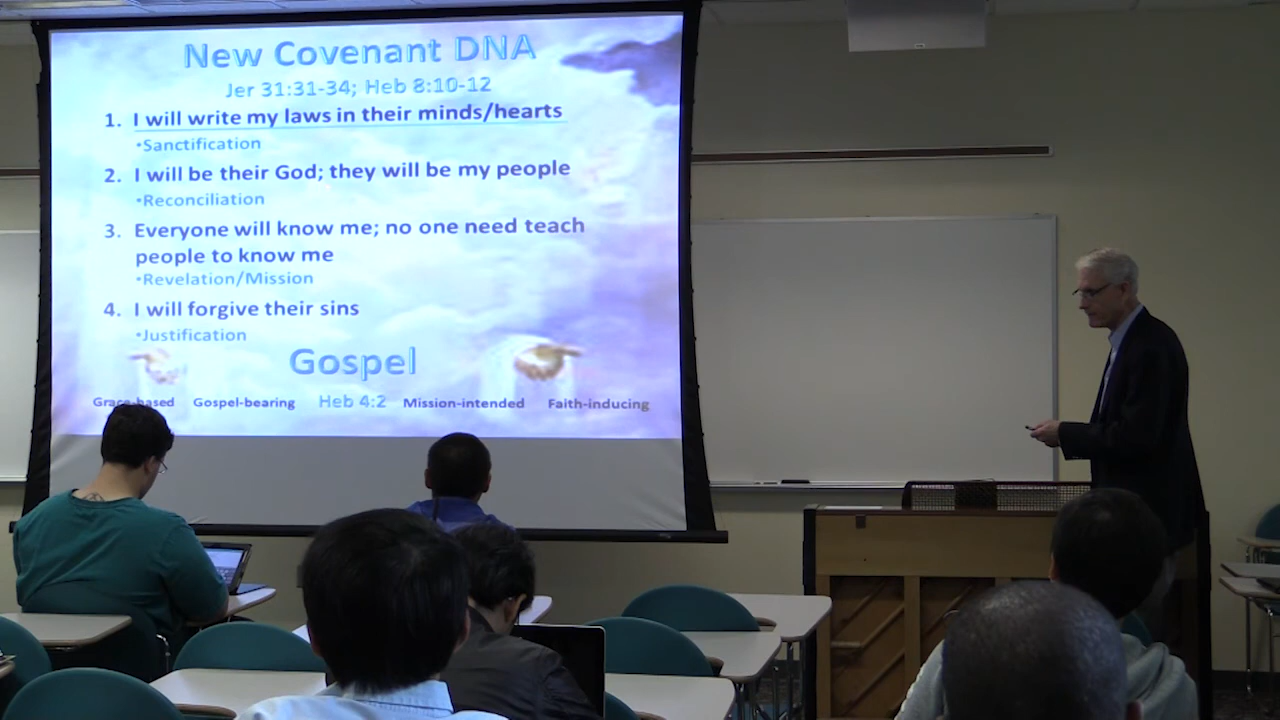 New Covenant DNA
Jer 31:31-34; Heb 8:10-12
1. I will write my laws in their minds/hearts
•Sanctification
2. I will be their God; they will be my people
•Reconciliation
3. Everyone will know me; no one need teach
people to know me
•Revelation/Mission
4. I will forgive their sins
•Justification
Gospel
Grace-based Gospel-bearing Heb 4:2 Mission-intended Faith-inducing